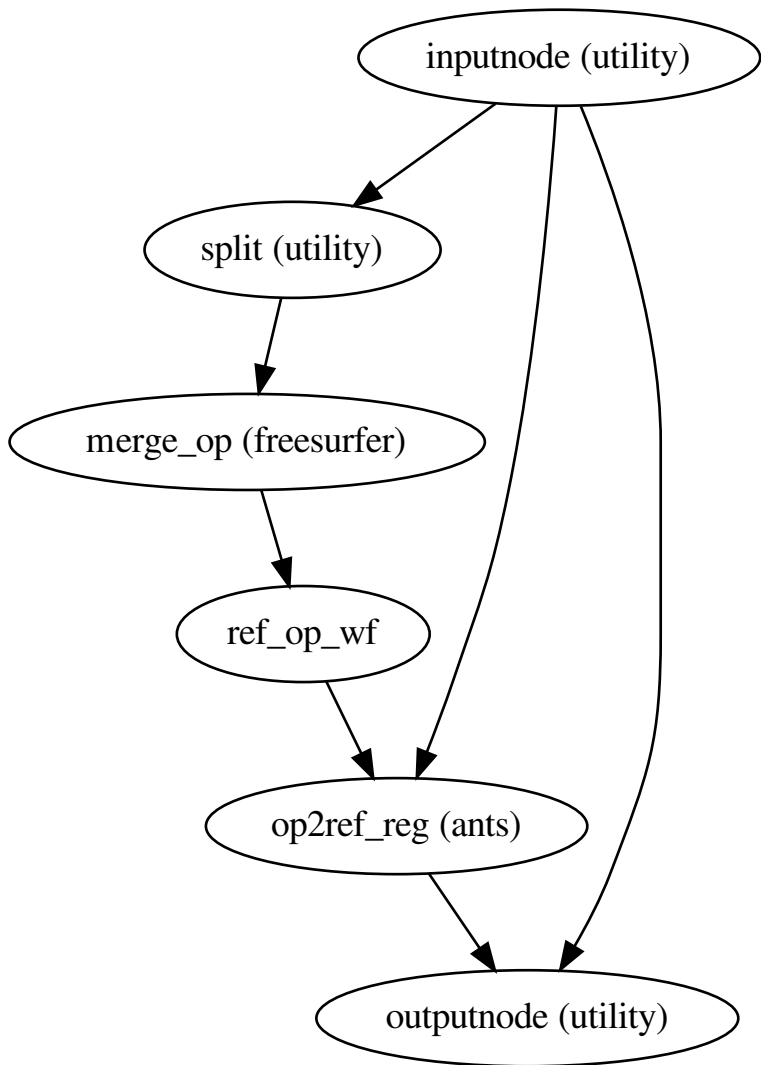 inputnode (utility)
split (utility)
merge_op (freesurfer)
ref_op_wf
op2ref_reg (ants)
outputnode (utility)